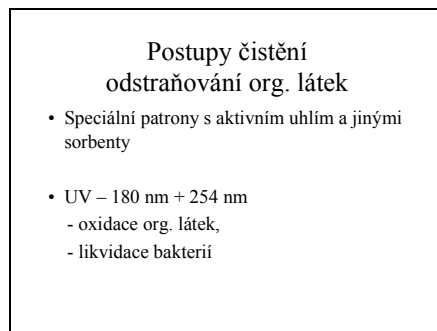 Postupy čistění
odstraňování org. látek
• Speciální patrony s aktivním uhlím a jinými
sorbenty
• UV – 180 nm + 254 nm
- oxidace org. látek,
- likvidace bakterií